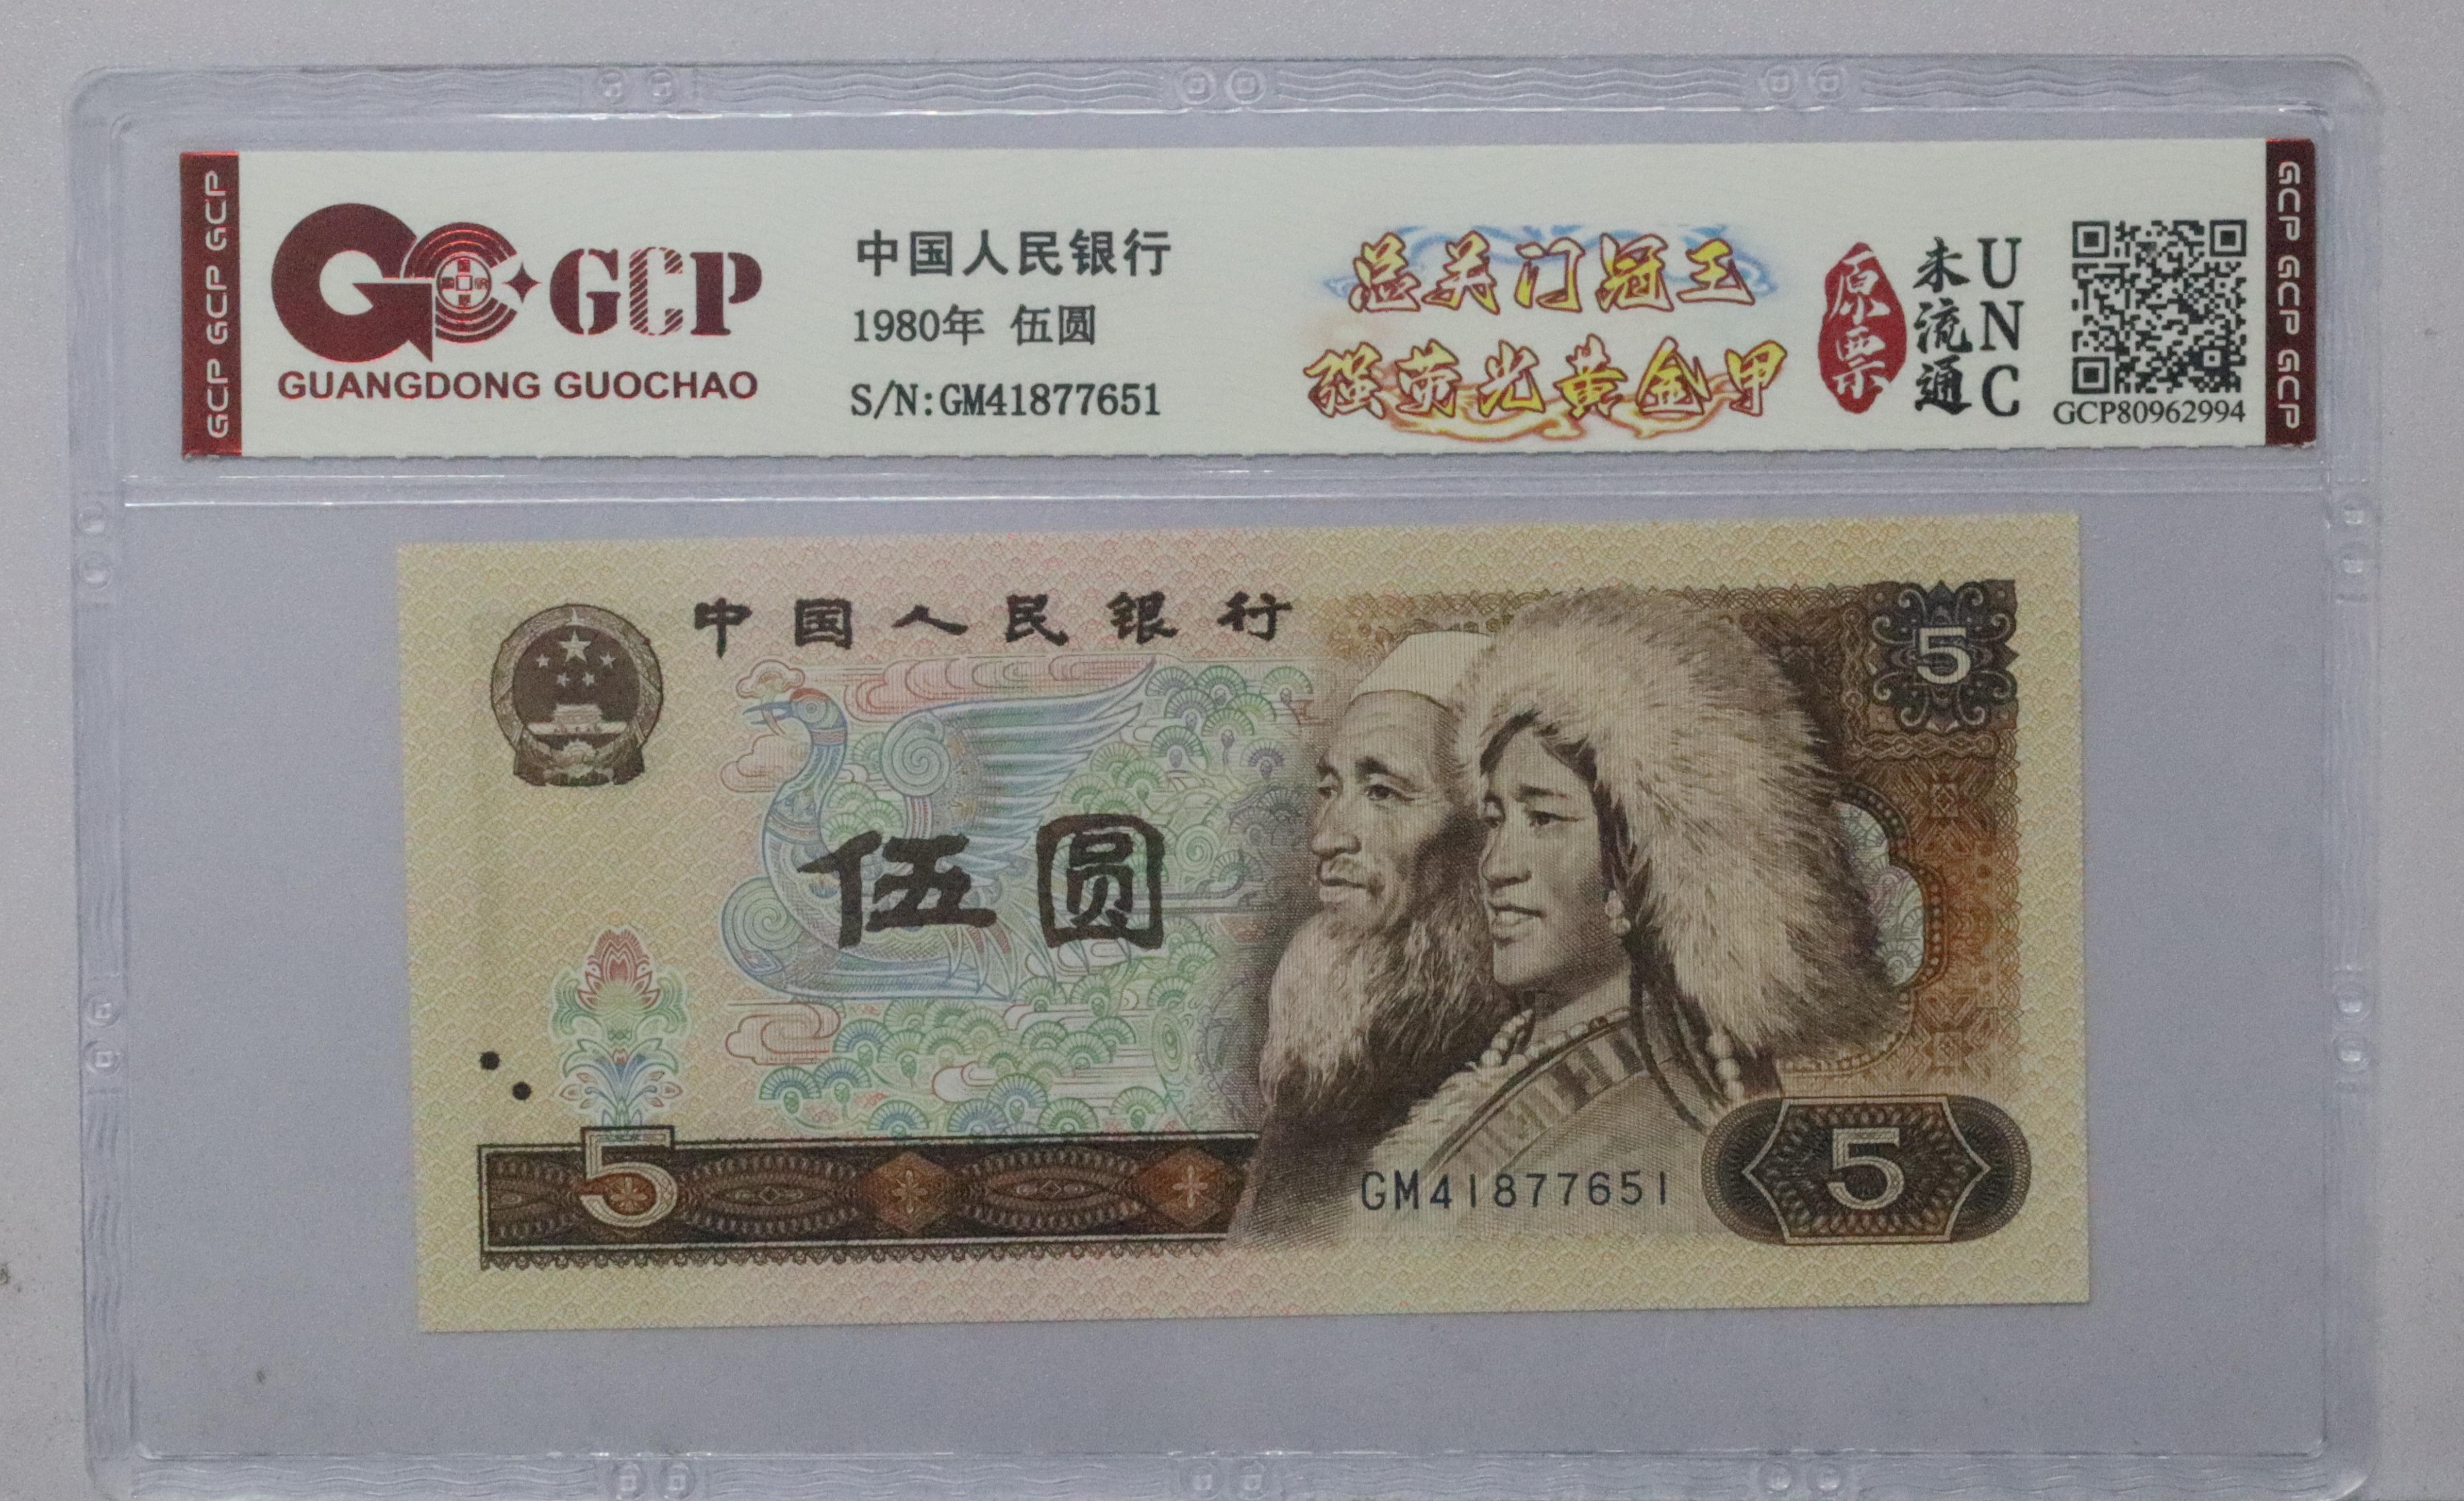 GCP GCP GCP
GCP
GUANGDONG GUOCHAO
中国人民银行
1980年 伍圆
S/N:GM41877651
总关门冠王
强荧光黄金甲
原票
未流通
UNC
GCP80962994
GCP GCP GCP
中国人民银行
5
伍圆
5
GM41877651
5